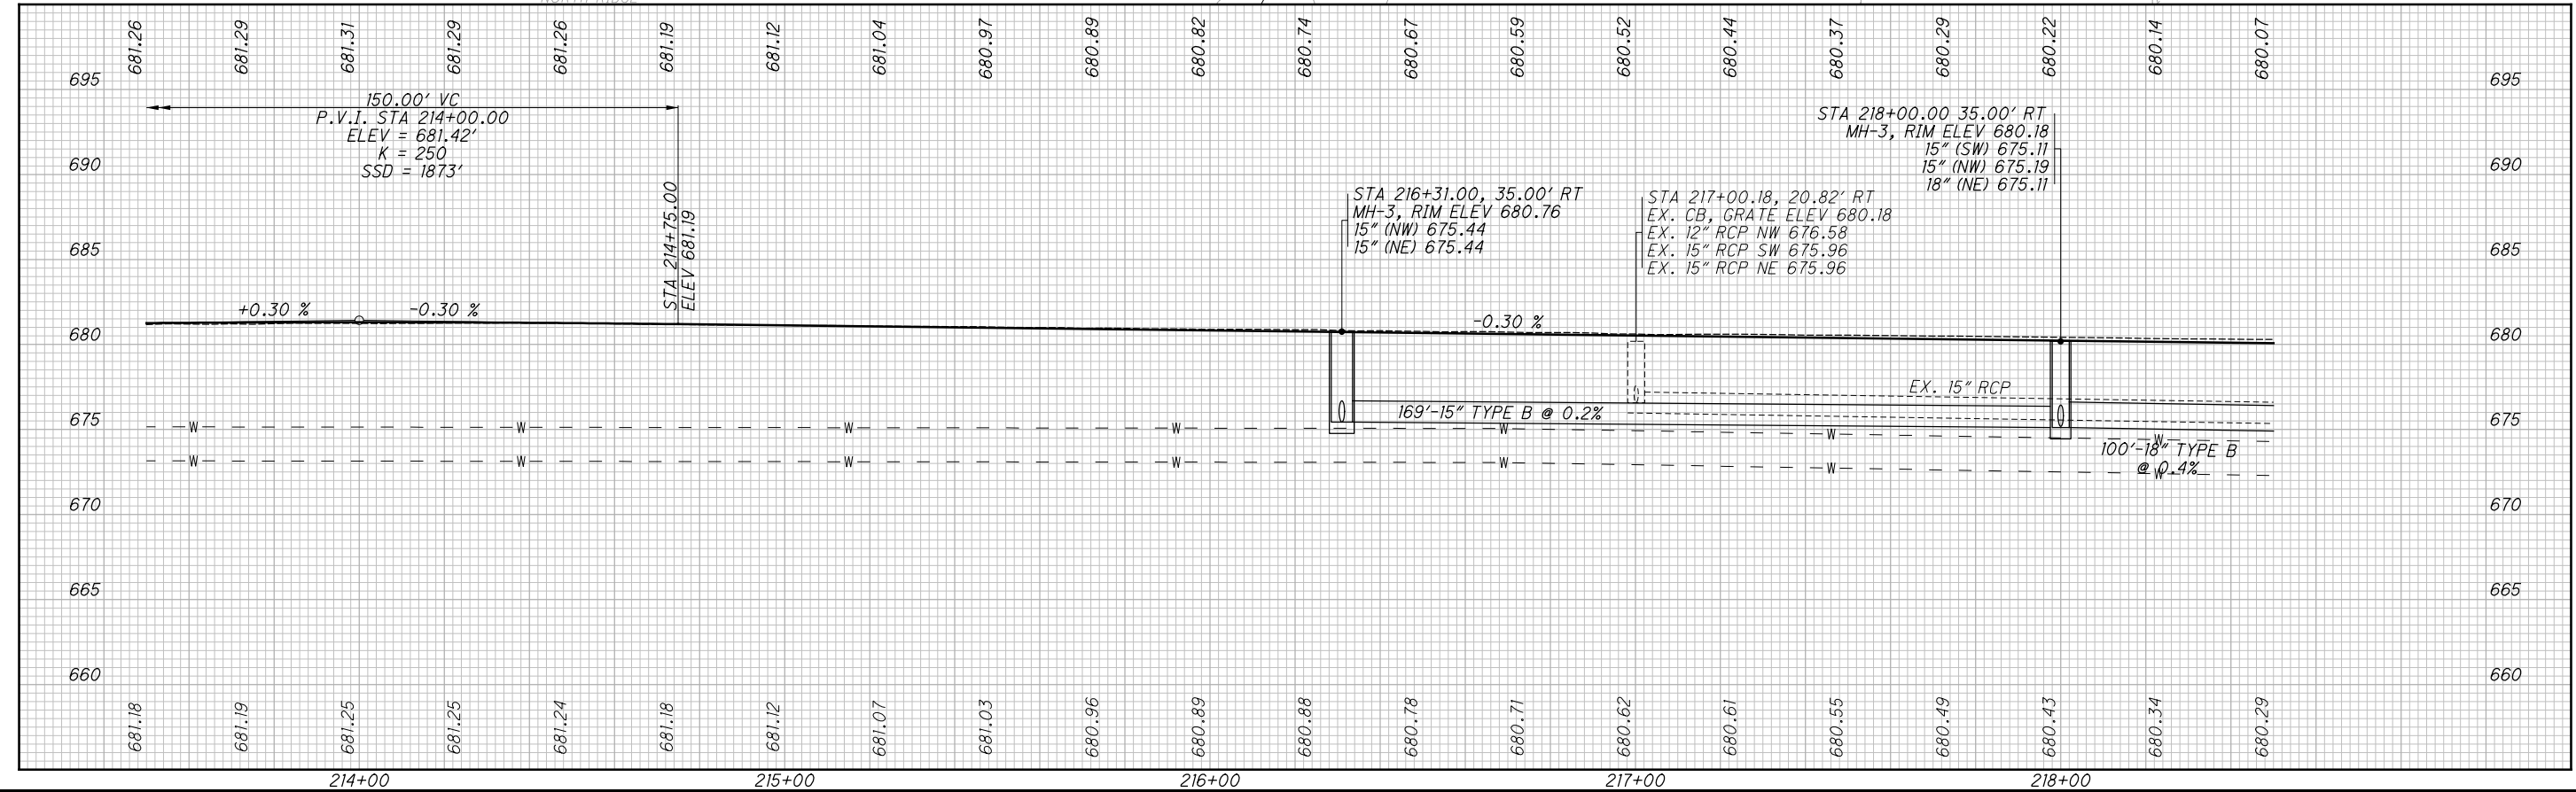 681.26 681.29 681.31 681.29 681.26 681.19 681.12 681.04 680.97 680.89 680.82 680.74 680.67 680.59 680.52 680.44 680.37 680.29 680.22 680.14 680.07
695 695
150.00' VC
P.V.I. STA 214+00.00
ELEV = 681.42'
K = 250
SSD = 1873'
STA 218+00.00 35.00' RT
MH-3, RIM ELEV 680.18
15" (SW) 675.11
15" (NW) 675.19
18" (NE) 675.11
690 690
STA 214+75.00
ELEV 681.19
STA 216+31.00, 35.00' RT
MH-3, RIM ELEV 680.76
15" (NW) 675.44
15" (NE) 675.44
STA 217+00.18, 20.82' RT
EX. CB, GRATE ELEV 680.18
EX. 12" RCP NW 676.58
EX. 15" RCP SW 675.96
EX. 15" RCP NE 675.96
685 685
+0.30 % -0.30 %
-0.30 %
680 680
EX. 15" RCP
169'-15" TYPE B @ 0.2%
675 675
W W W W W W W
100'-18" TYPE B
@ 0.4%
W W W W W W W
670 670
665 665
660 660
681.18 681.19 681.25 681.25 681.24 681.18 681.12 681.07 681.03 680.96 680.89 680.88 680.78 680.71 680.62 680.61 680.55 680.49 680.43 680.34 680.29
214+00 215+00 216+00 217+00 218+00